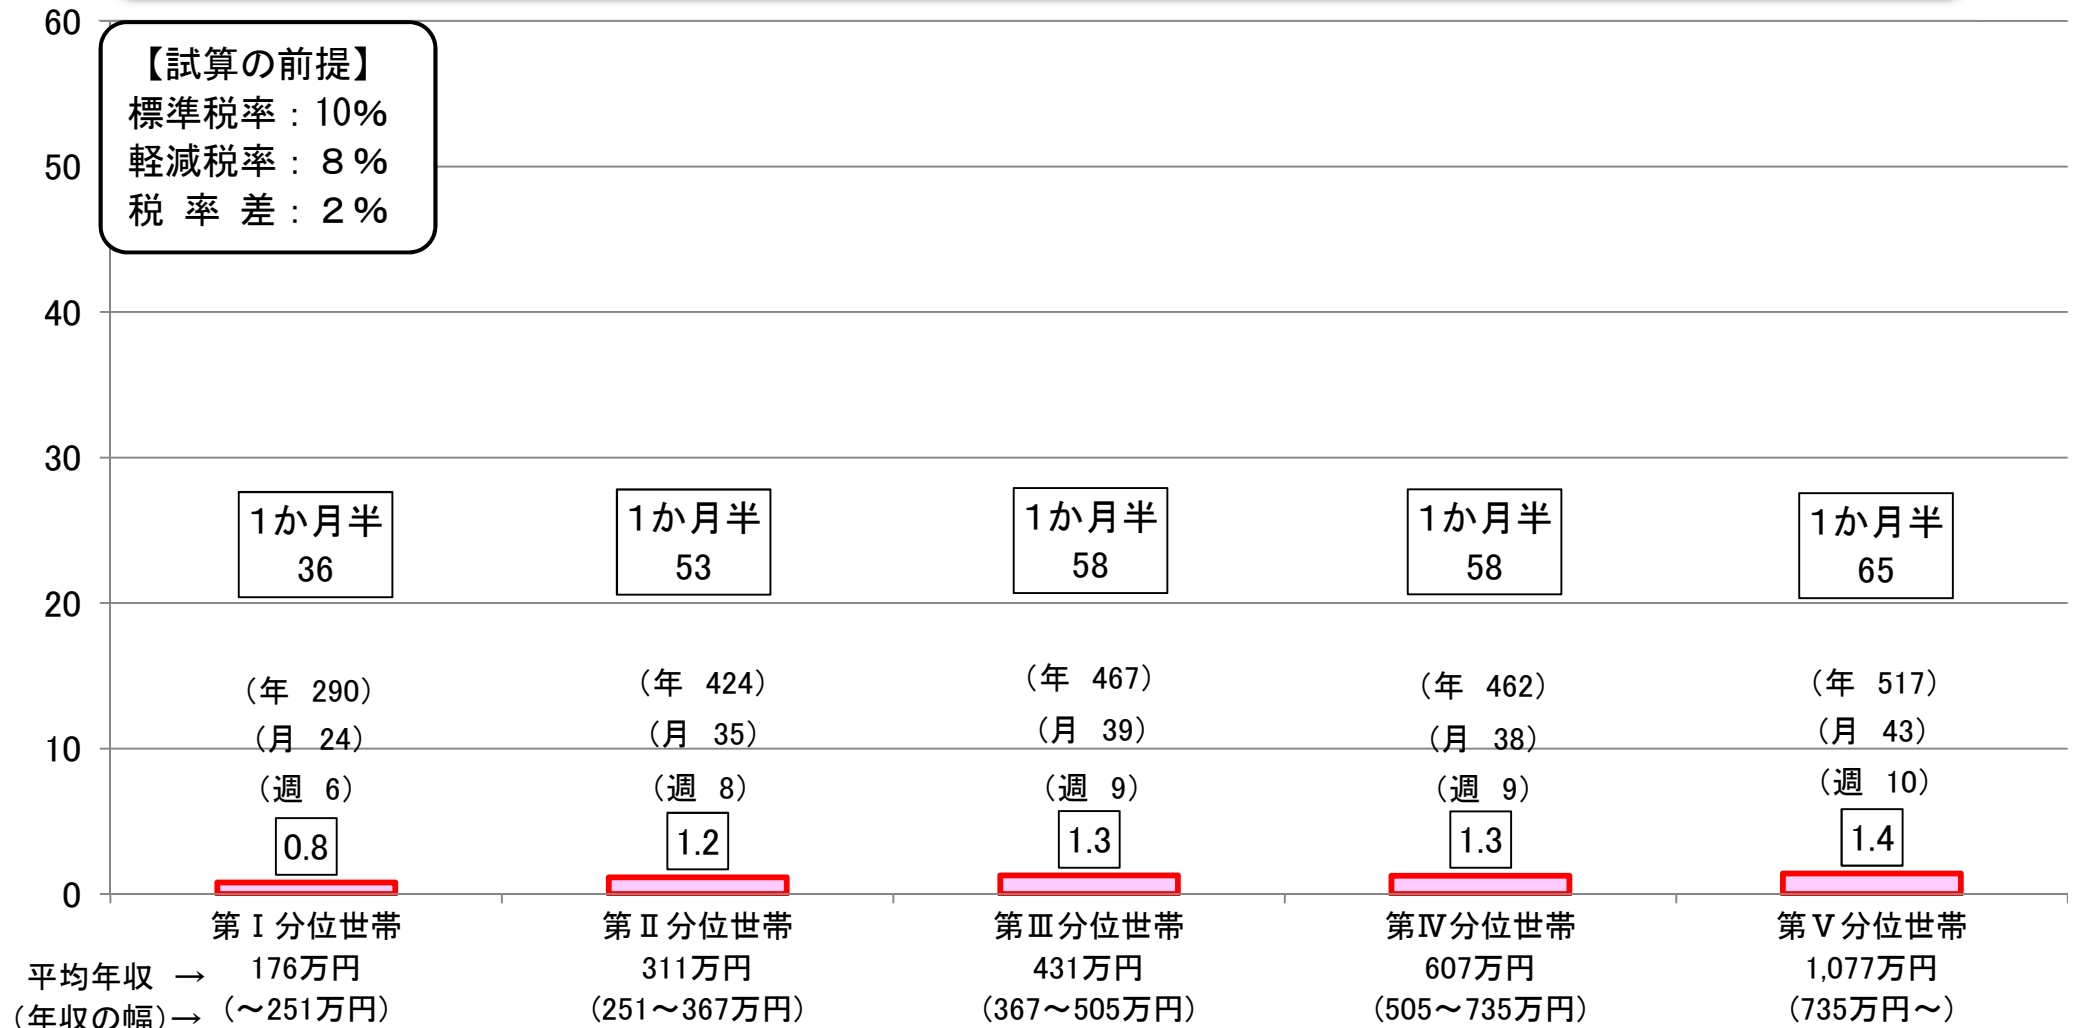 60
【試算の前提】
標準税率：10%
軽減税率：８％
税 率 差：２％
50
40
30
20
10
0
1か月半
36
1か月半
53
1か月半
58
1か月半
58
1か月半
65
（年 290）
（月 24）
（週 6）
0.8
（年 424）
（月 35）
（週 8）
1.2
（年 467）
（月 39）
（週 9）
1.3
（年 462）
（月 38）
（週 9）
1.3
（年 517）
（月 43）
（週 10）
1.4
第Ⅰ分位世帯 第Ⅱ分位世帯 第Ⅲ分位世帯 第Ⅳ分位世帯 第Ⅴ分位世帯
平均年収 → 176万円 311万円 431万円 607万円 1,077万円
（年収の幅）→ （～251万円） （251～367万円） （367～505万円） （505～735万円） （735万円～）